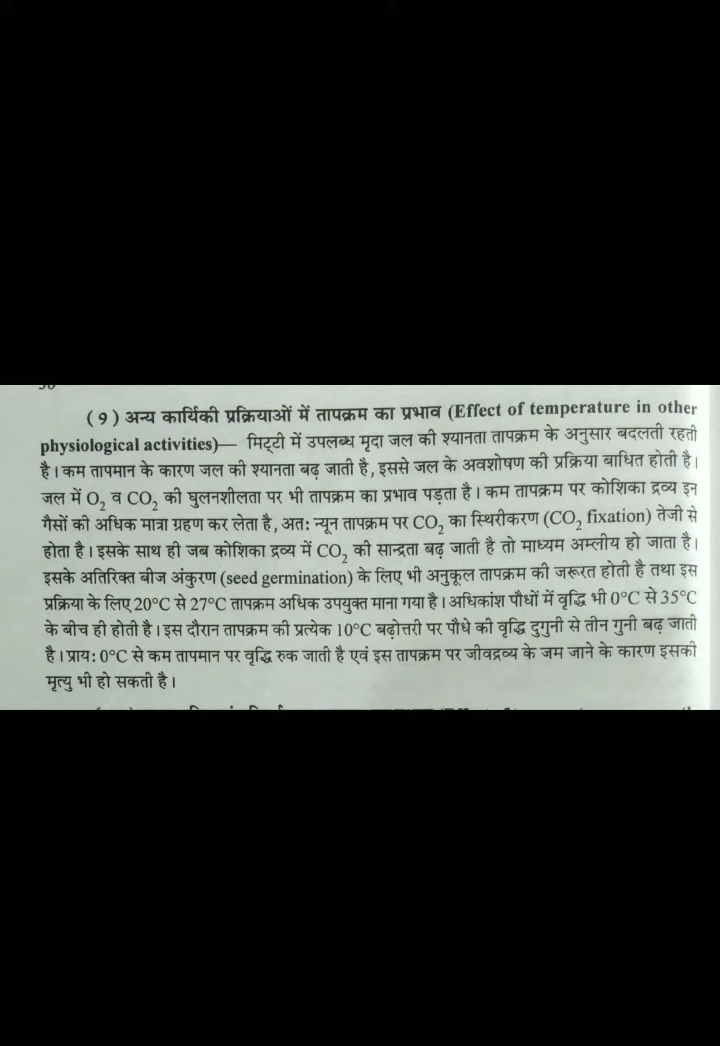 (९) अन्य कार्यिकी प्रक्रियाओं में तापक्रम का प्रभाव (Effect of temperature in other
physiological activities)— मिट्टी में उपलब्ध मृदा जल की श्यानता तापक्रम के अनुसार बदलती रहती
है। कम तापमान के कारण जल की श्यानता बढ़ जाती है, इससे जल के अवशोषण की प्रक्रिया बाधित होती है।
जल में O₂ व CO₂ की घुलनशीलता पर भी तापक्रम का प्रभाव पड़ता है। कम तापक्रम पर कोशिका द्रव्य इन
गैसों की अधिक मात्रा ग्रहण कर लेता है, अतः न्यून तापक्रम पर CO₂ का स्थिरीकरण (CO₂ fixation) तेजी से
होता है। इसके साथ ही जब कोशिका द्रव्य में CO₂ की सान्द्रता बढ़ जाती है तो माध्यम अम्लीय हो जाता है।
इसके अतिरिक्त बीज अंकुरण (seed germination) के लिए भी अनुकूल तापक्रम की जरूरत होती है तथा इस
प्रक्रिया के लिए 20°C से 27°C तापक्रम अधिक उपयुक्त माना गया है। अधिकांश पौधों में वृद्धि भी 0°C से 35°C
के बीच ही होती है। इस दौरान तापक्रम की प्रत्येक 10°C बढ़ोत्तरी पर पौधे की वृद्धि दुगुनी से तीन गुनी बढ़ जाती
है। प्रायः 0°C से कम तापमान पर वृद्धि रुक जाती है एवं इस तापक्रम पर जीवद्रव्य के जम जाने के कारण इसकी
मृत्यु भी हो सकती है।